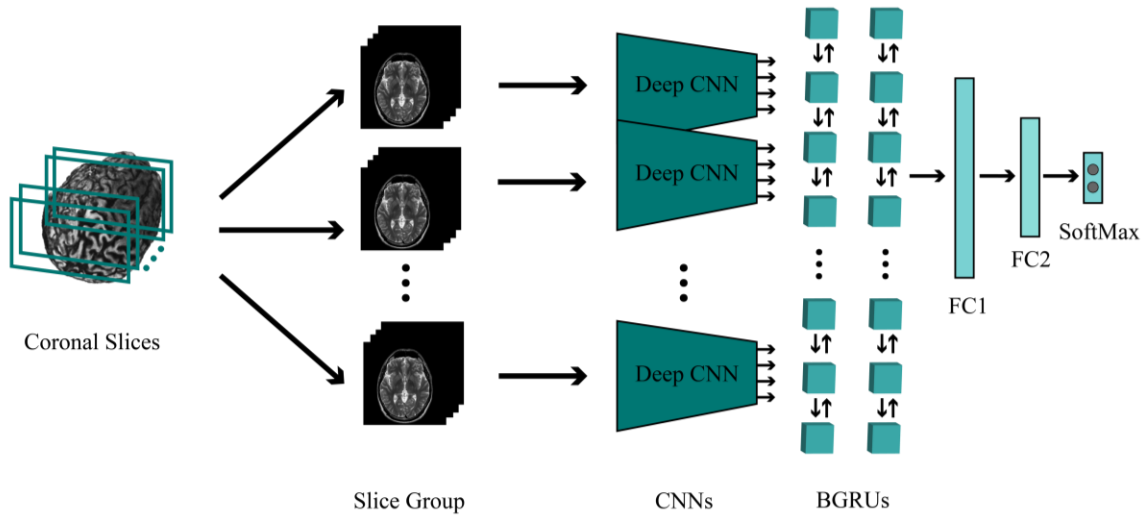 Deep CNN
Deep CNN
SoftMax
FC2
FC1
Coronal Slices
Deep CNN
Slice Group
CNNs
BGRUs